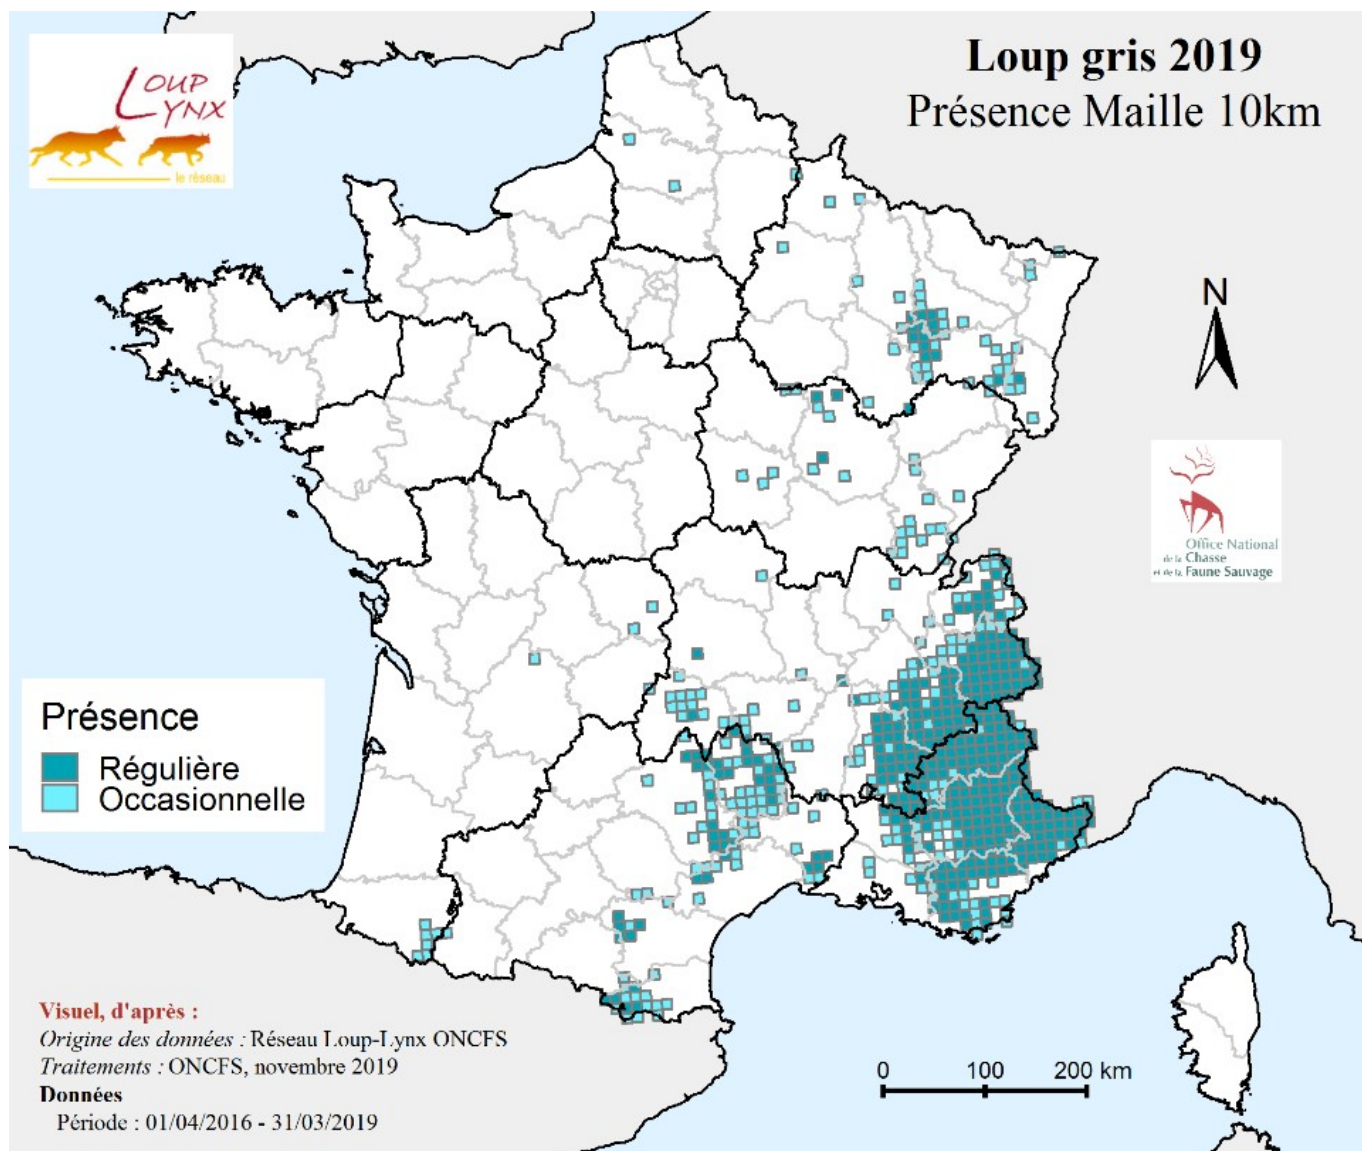 LOUP
LYNX
le réseau
Loup gris 2019
Présence Maille 10km
N
Office National
de la Chasse
et de la Faune Sauvage
Présence
Régulière
Occasionnelle
Visuel, d'après :
Origine des données : Réseau Loup-Lynx ONCFS
Traitements : ONCFS, novembre 2019
Données
Période : 01/04/2016 - 31/03/2019
0 100 200 km